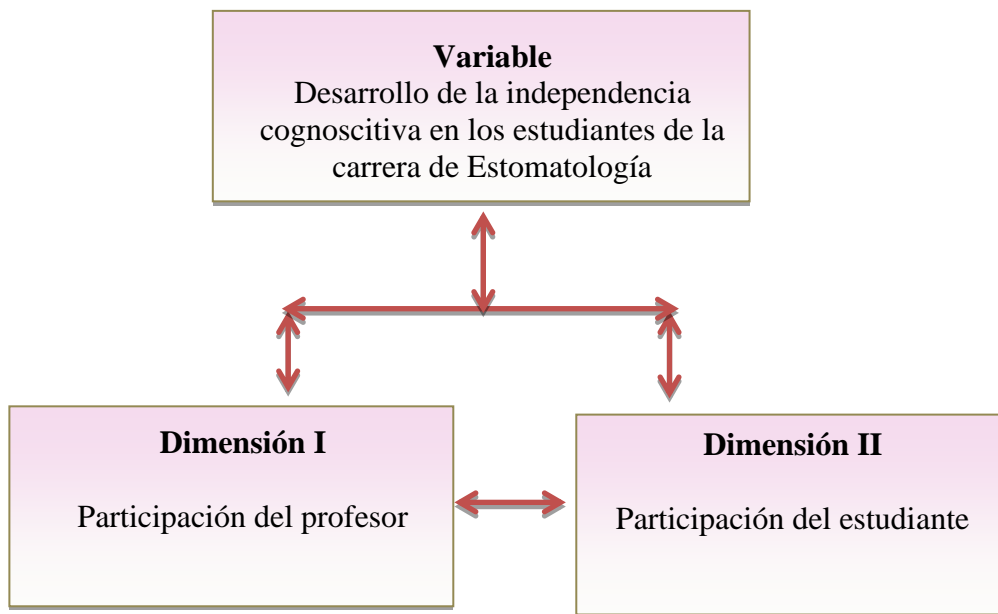 Variable
Desarrollo de la independencia
cognoscitiva en los estudiantes de la
carrera de Estomatología
Dimensión I
Participación del profesor
Dimensión II
Participación del estudiante